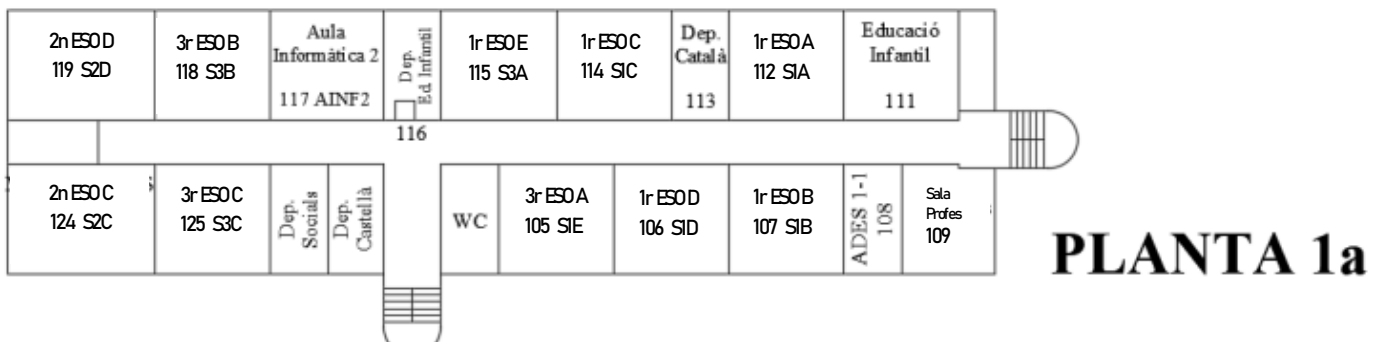 2n ESO D
119 S2D
3r ESO B
118 S3B
Aula
Informàtica 2
117 AINF2
Dep.
Ed. Infantil
116
1r ESO E
115 S3A
1r ESO C
114 S1C
Dep.
Català
113
1r ESO A
112 S1A
Educació
Infantil
111
2n ESO C
124 S2C
3r ESO C
125 S3C
Dep.
Socials
Dep.
Castellà
WC
3r ESO A
105 S1E
1r ESO D
106 S1D
1r ESO B
107 S1B
ADES 1-1
108
Sala
Profes
109
PLANTA 1a